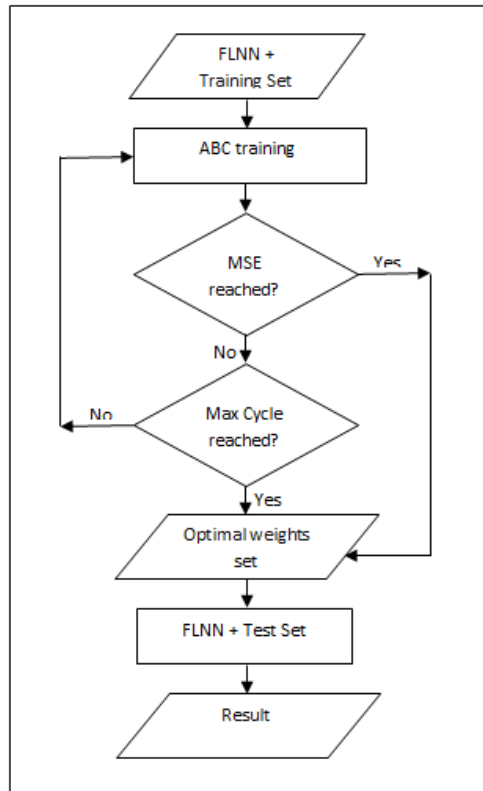 FLNN +
Training Set
ABC training
MSE
reached?
Yes
No
Max Cycle
reached?
No
Yes
Optimal weights
set
FLNN + Test Set
Result